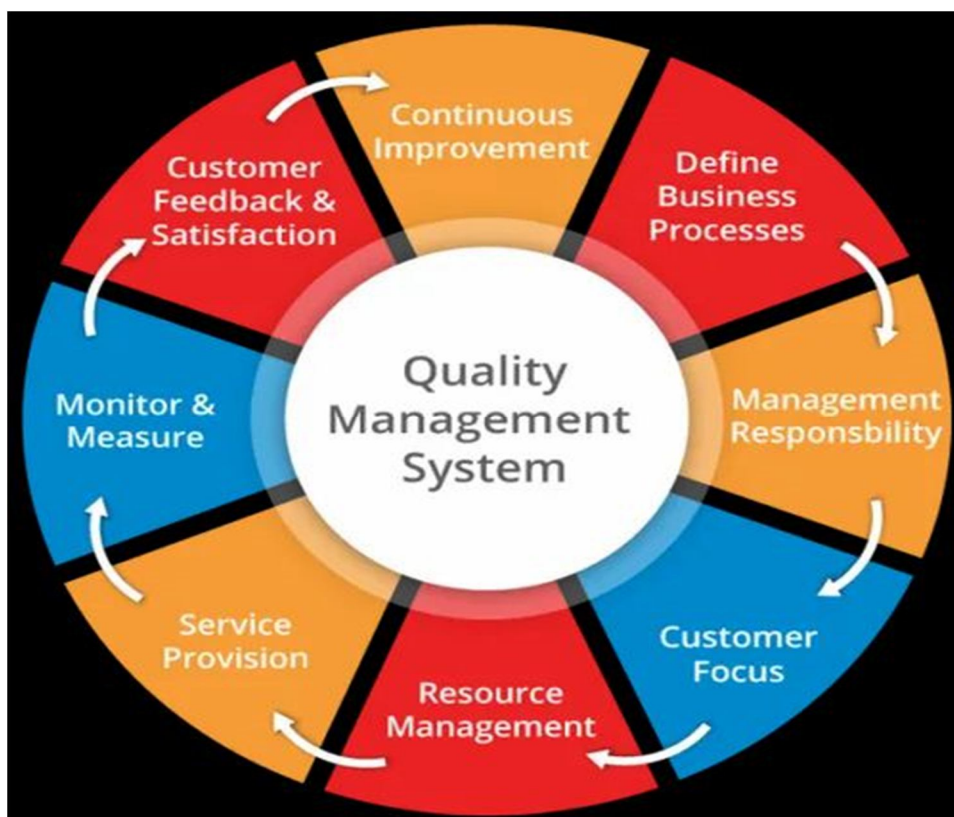 Continuous
Improvement
Define
Business
Processes
Management
Responsbility
Customer
Focus
Resource
Management
Service
Provision
Monitor &
Measure
Customer
Feedback &
Satisfaction
Quality
Management
System